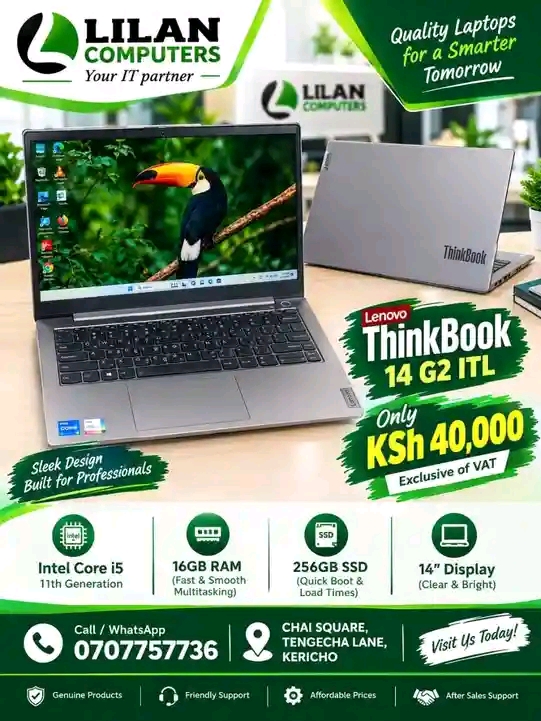 LILAN
COMPUTERS
Your IT partner
Quality Laptops
for a Smarter
Tomorrow
LILAN
COMPUTERS
ThinkBook
Lenovo
ThinkBook
14 G2 ITL
Only
KSh 40,000
Exclusive of VAT
Sleek Design
Built for Professionals
intel
Intel Core i5
11th Generation
16GB RAM
(Fast & Smooth
Multitasking)
SSD
256GB SSD
(Quick Boot &
Load Times)
14" Display
(Clear & Bright)
Call / WhatsApp
0707757736
CHAI SQUARE,
TENGECHA LANE,
KERICHO
Visit Us Today!
Genuine Products
Friendly Support
Affordable Prices
After Sales Support